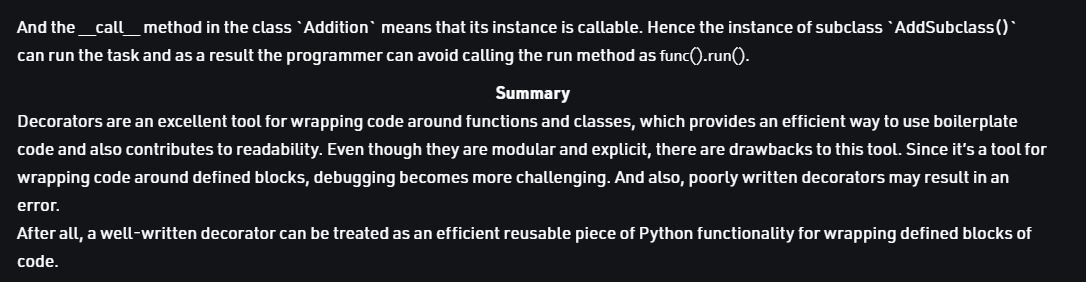 And the __call__ method in the class `Addition` means that its instance is callable. Hence the instance of subclass `AddSubclass()`
can run the task and as a result the programmer can avoid calling the run method as func().run().
Summary
Decorators are an excellent tool for wrapping code around functions and classes, which provides an efficient way to use boilerplate
code and also contributes to readability. Even though they are modular and explicit, there are drawbacks to this tool. Since it's a tool for
wrapping code around defined blocks, debugging becomes more challenging. And also, poorly written decorators may result in an
error.
After all, a well-written decorator can be treated as an efficient reusable piece of Python functionality for wrapping defined blocks of
code.